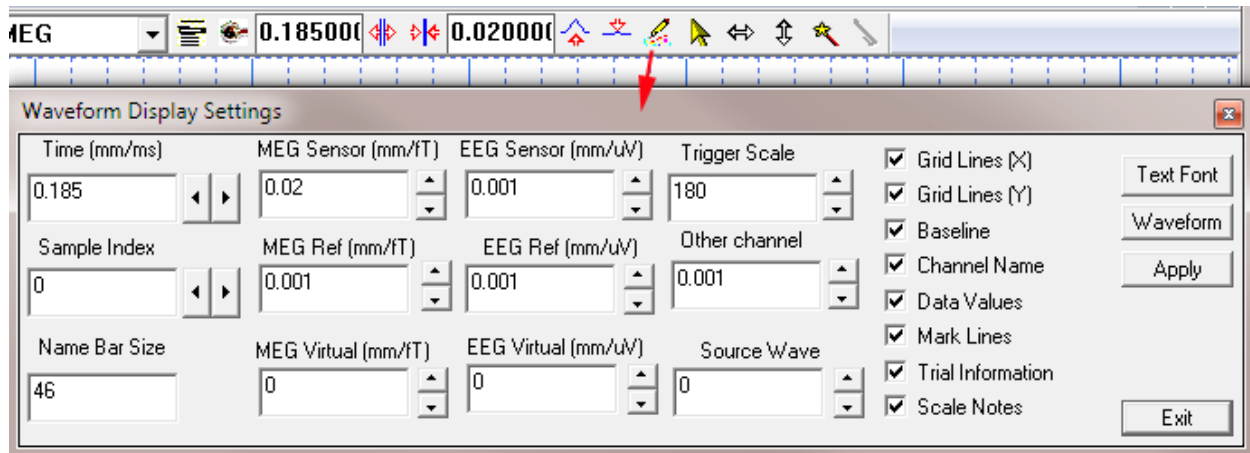 MEG 0.185000 0.020000
Waveform Display Settings
Time (mm/ms) MEG Sensor (mm/fT) EEG Sensor (mm/uV) Trigger Scale
0.185 0.02 0.001 180
Sample Index MEG Ref (mm/fT) EEG Ref (mm/uV) Other channel
0 0.001 0.001 0.001
Name Bar Size MEG Virtual (mm/fT) EEG Virtual (mm/uV) Source Wave
46 0 0 0
Grid Lines (X)
Grid Lines (Y)
Baseline
Channel Name
Data Values
Mark Lines
Trial Information
Scale Notes
Text Font
Waveform
Apply
Exit